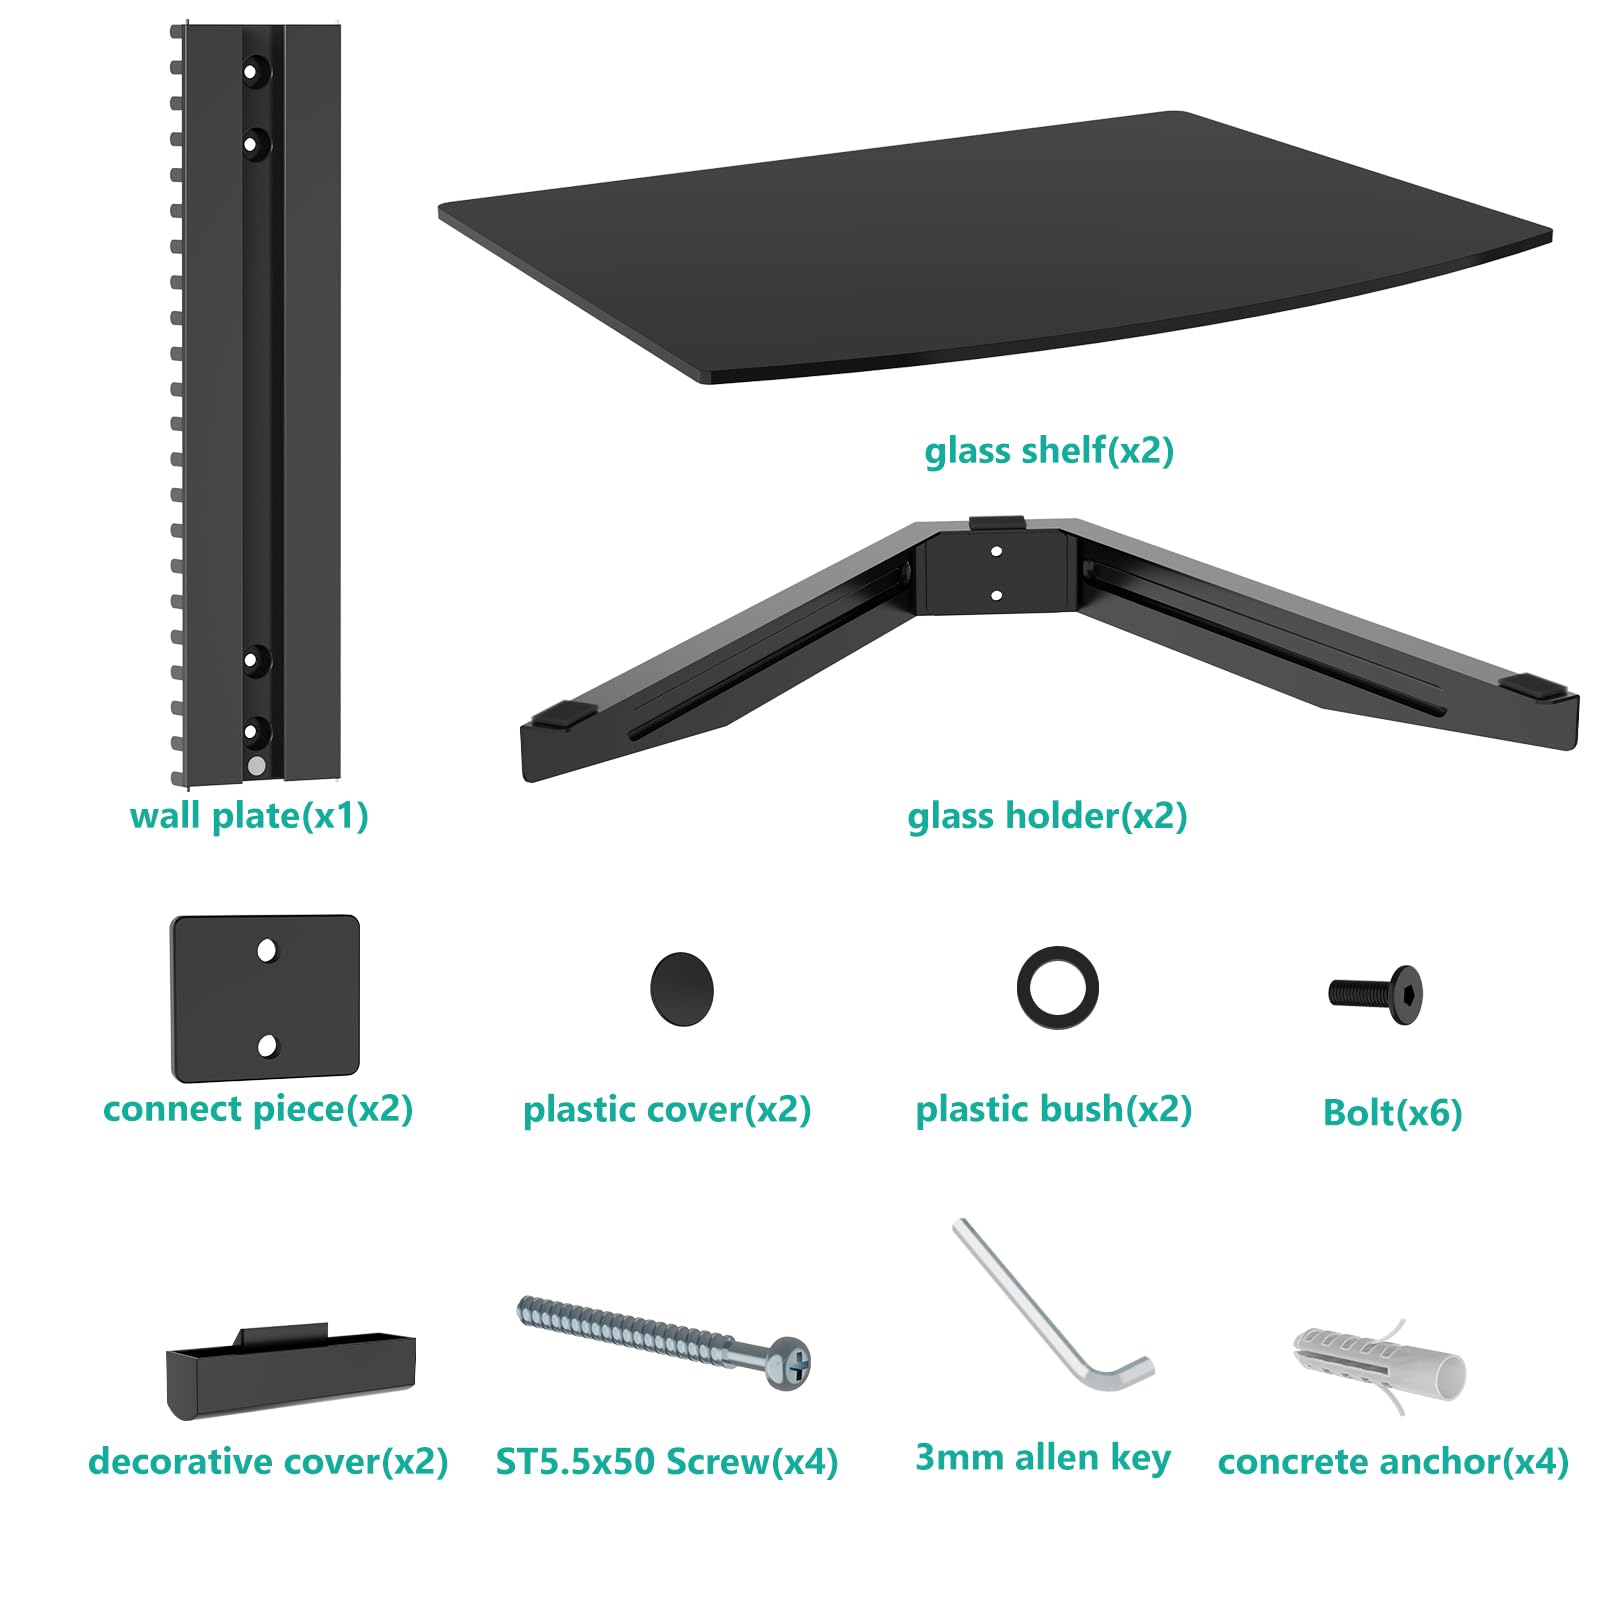 glass shelf(x2)
wall plate(x1)
glass holder(x2)
connect piece(x2)
plastic cover(x2)
plastic bush(x2)
Bolt(x6)
decorative cover(x2)
ST5.5x50 Screw(x4)
3mm allen key
concrete anchor(x4)